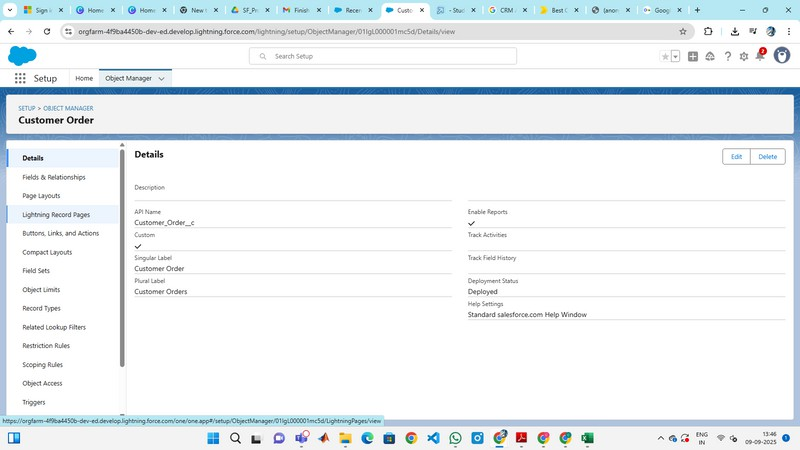 Sign in
Home
Home
New t
SF_Pr
Finish
Recen
Custo
- Stud
CRM
Best C
(anon
Googl
orgfarm-4f9ba4450b-dev-ed.develop.lightning.force.com/lightning/setup/ObjectManager/01IgL000001mc5d/Details/view
Search Setup
2
Setup
Home
Object Manager
SETUP > OBJECT MANAGER
Customer Order
Details
Fields & Relationships
Page Layouts
Lightning Record Pages
Buttons, Links, and Actions
Compact Layouts
Field Sets
Object Limits
Record Types
Related Lookup Filters
Restriction Rules
Scoping Rules
Object Access
Triggers
Details
Edit
Delete
Description
API Name
Customer_Order__c
Custom
Singular Label
Customer Order
Plural Label
Customer Orders
Enable Reports
Track Activities
Track Field History
Deployment Status
Deployed
Help Settings
Standard salesforce.com Help Window
https://orgfarm-4f9ba4450b-dev-ed.develop.lightning.force.com/one/one.app#/setup/ObjectManager/01IgL000001mc5d/LightningPages/view
ENG
IN
13:46
09-09-2025